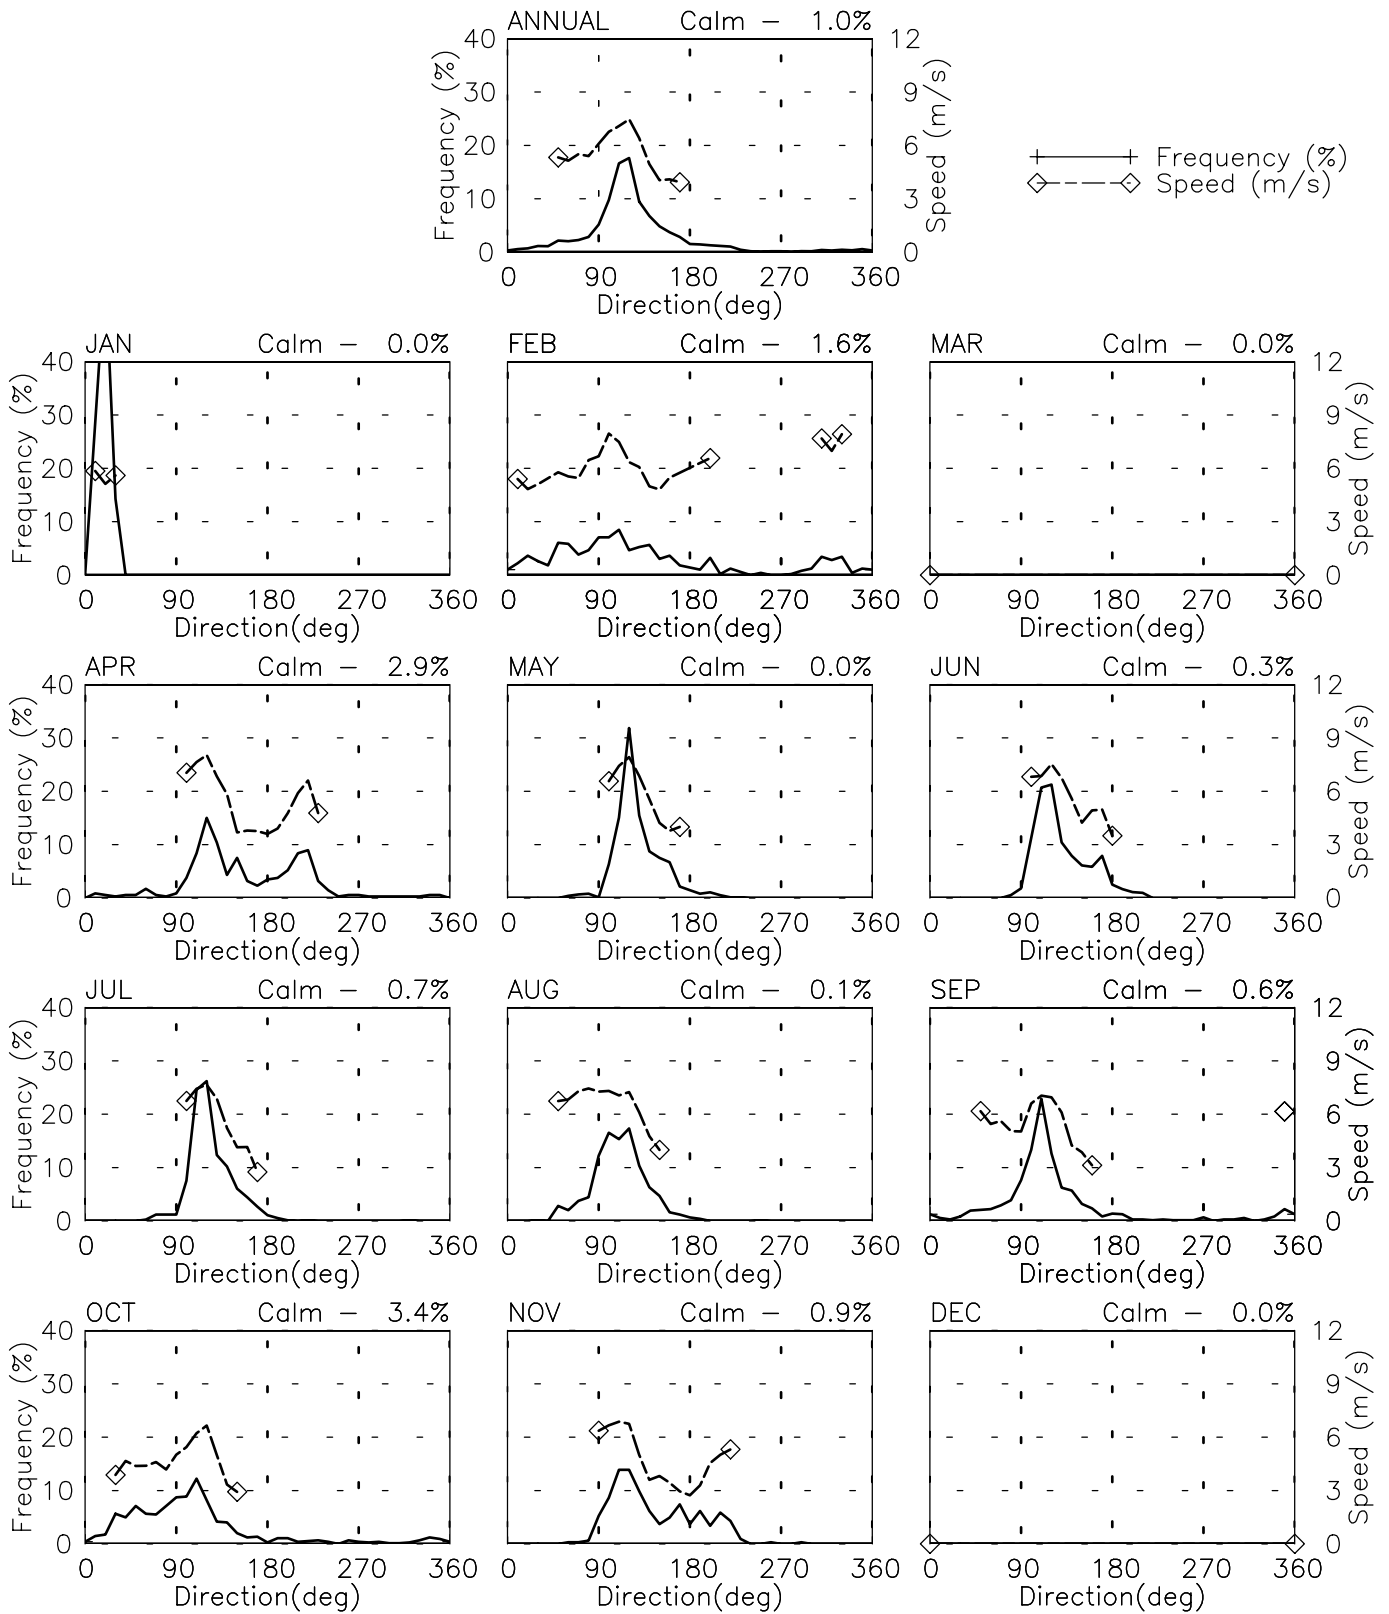 ANNUAL Calm - 1.0%
40 12
30 9
20 6
10 3
0 0
Frequency (%)
Speed (m/s)
0 90 180 270 360
Direction(deg)
Frequency (%)
Speed (m/s)
JAN Calm - 0.0% FEB Calm - 1.6% MAR Calm - 0.0%
40 12
30 9
20 6
10 3
0 0
Frequency (%)
Speed (m/s)
0 90 180 270 360 0 90 180 270 360 0 90 180 270 360
Direction(deg) Direction(deg) Direction(deg)
APR Calm - 2.9% MAY Calm - 0.0% JUN Calm - 0.3%
40 12
30 9
20 6
10 3
0 0
Frequency (%)
Speed (m/s)
0 90 180 270 360 0 90 180 270 360 0 90 180 270 360
Direction(deg) Direction(deg) Direction(deg)
JUL Calm - 0.7% AUG Calm - 0.1% SEP Calm - 0.6%
40 12
30 9
20 6
10 3
0 0
Frequency (%)
Speed (m/s)
0 90 180 270 360 0 90 180 270 360 0 90 180 270 360
Direction(deg) Direction(deg) Direction(deg)
OCT Calm - 3.4% NOV Calm - 0.9% DEC Calm - 0.0%
40 12
30 9
20 6
10 3
0 0
Frequency (%)
Speed (m/s)
0 90 180 270 360 0 90 180 270 360 0 90 180 270 360
Direction(deg) Direction(deg) Direction(deg)